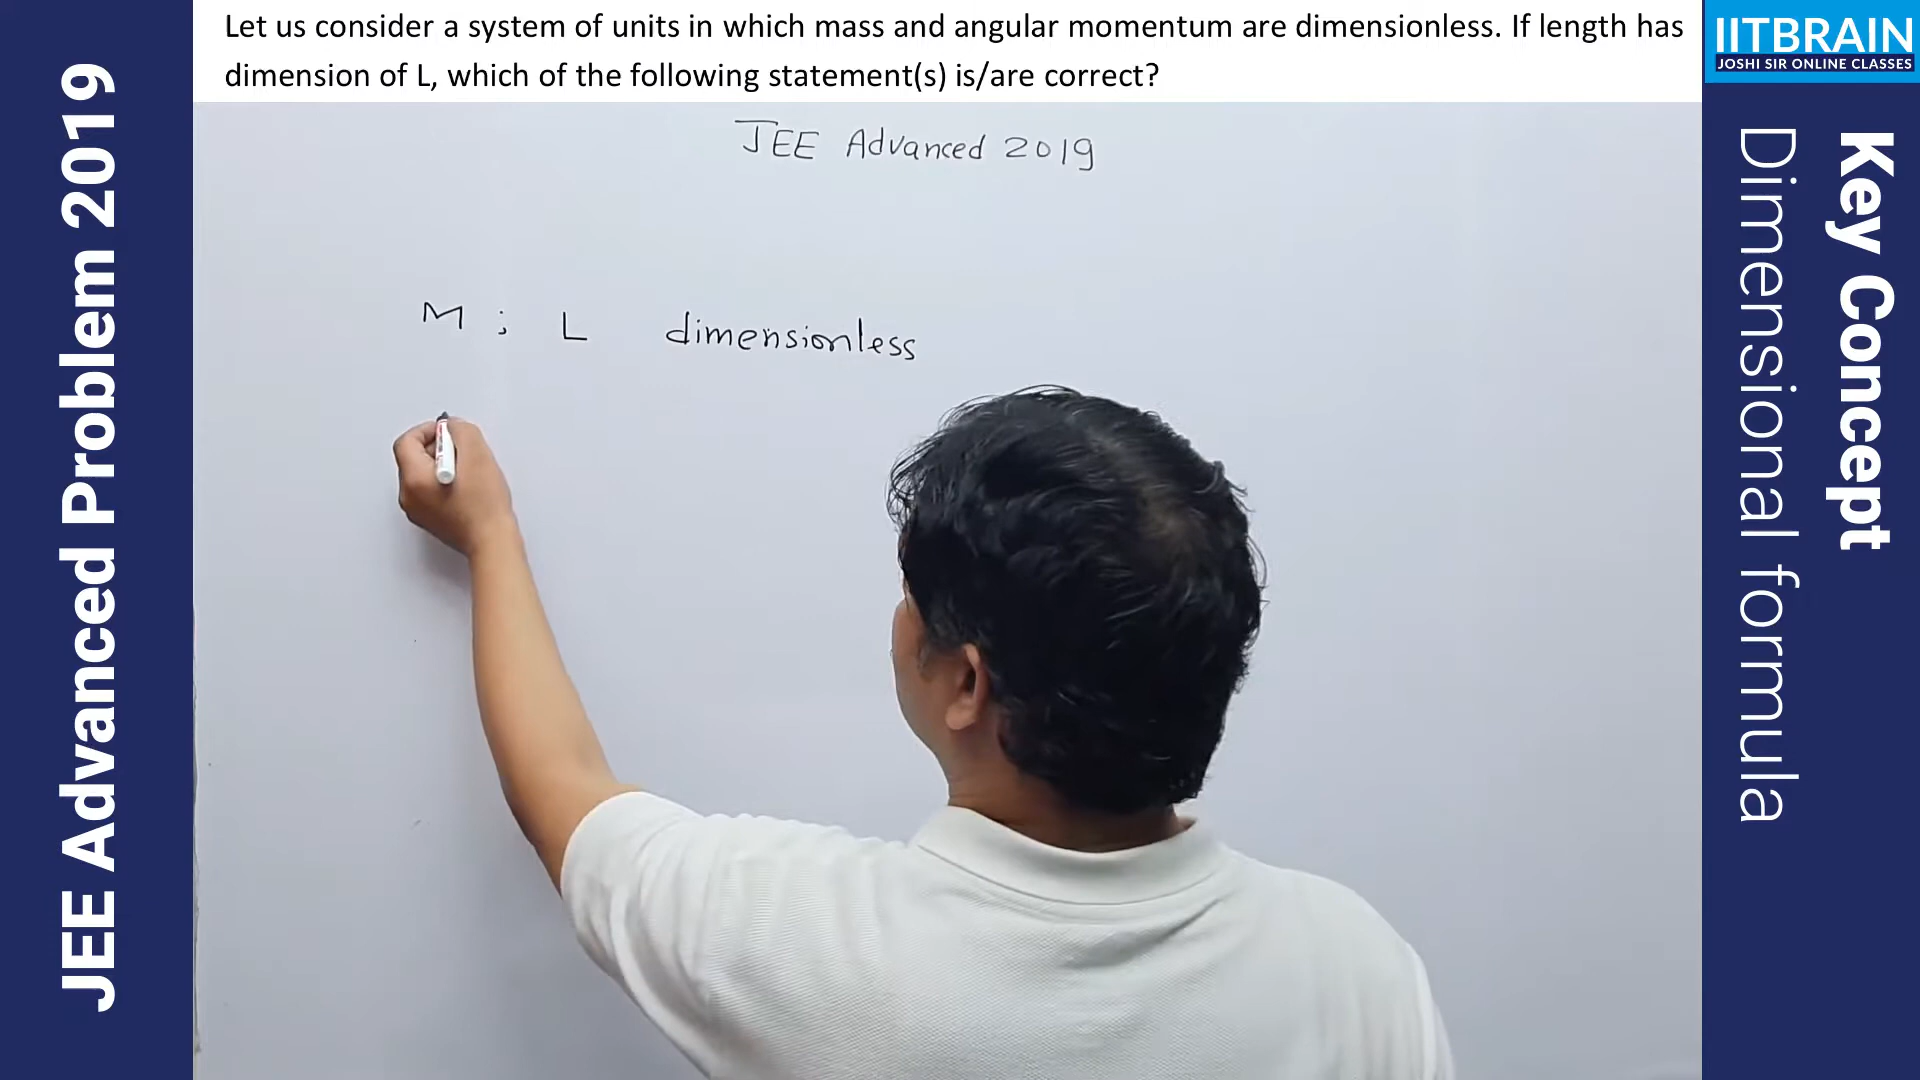 Let us consider a system of units in which mass and angular momentum are dimensionless. If length has
dimension of L, which of the following statement(s) is/are correct?
IITBRAIN
JOSHI SIR ONLINE CLASSES
JEE Advanced Problem 2019
JEE Advanced 2019
M ; L dimensionless
Key Concept
Dimensional formula